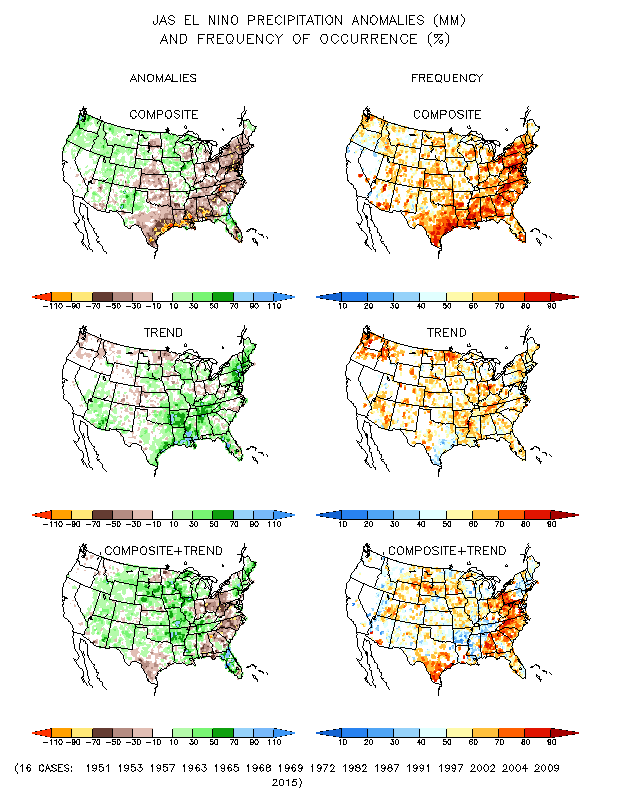 JAS EL NINO PRECIPITATION ANOMALIES (MM)
AND FREQUENCY OF OCCURRENCE (%)
ANOMALIES
FREQUENCY
COMPOSITE
COMPOSITE
-110 -90 -70 -50 -30 -10 10 30 50 70 90 110
10 20 30 40 50 60 70 80 90
TREND
TREND
-110 -90 -70 -50 -30 -10 10 30 50 70 90 110
10 20 30 40 50 60 70 80 90
COMPOSITE+TREND
COMPOSITE+TREND
-110 -90 -70 -50 -30 -10 10 30 50 70 90 110
10 20 30 40 50 60 70 80 90
(16 CASES: 1951 1953 1957 1963 1965 1968 1969 1972 1982 1987 1991 1997 2002 2004 2009
2015)